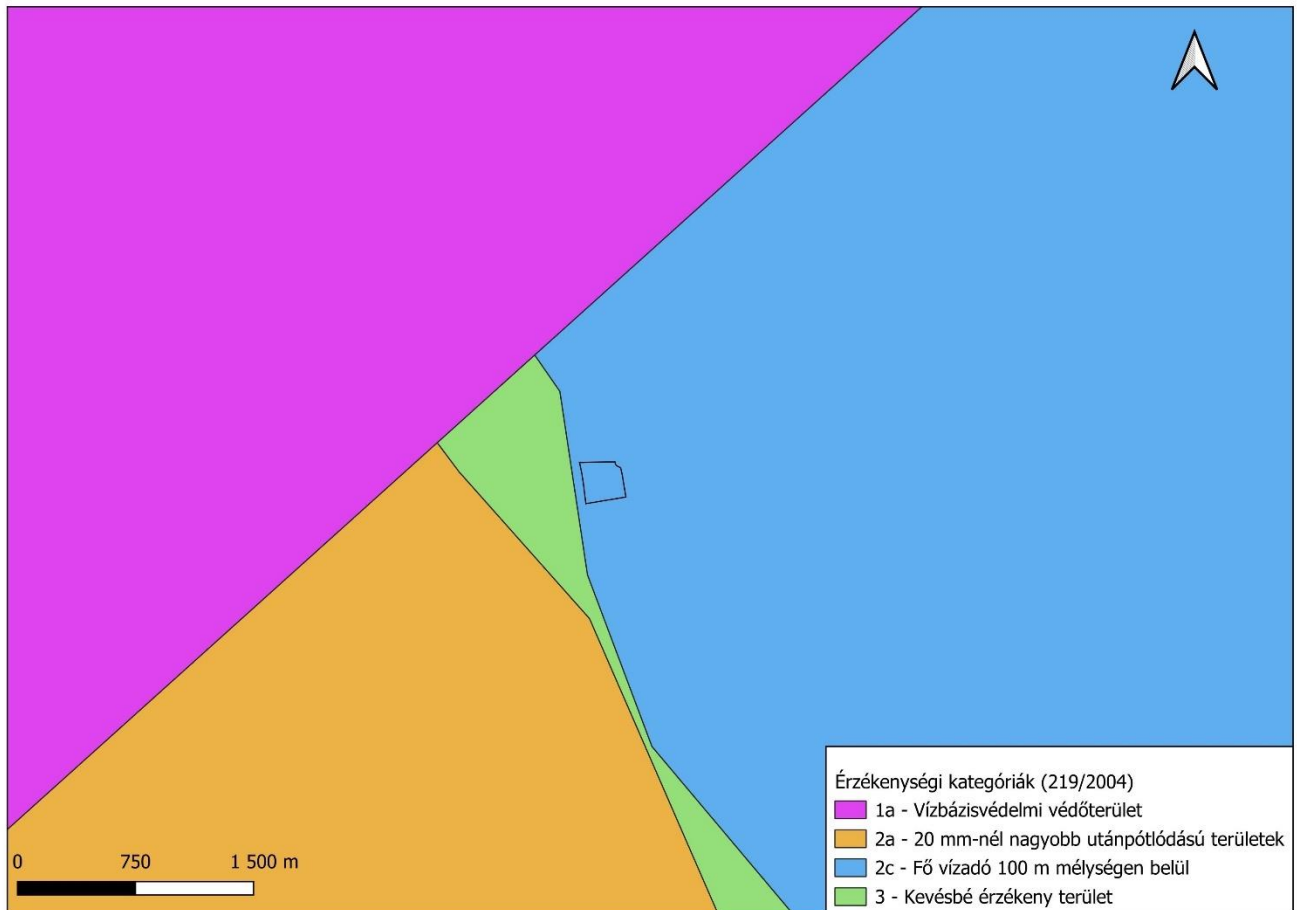 Érzékenységi kategóriák (219/2004)
1a - Vízbázisvédelmi védőterület
2a - 20 mm-nél nagyobb utánpótlódású területek
2c - Fő vízadó 100 m mélységen belül
3 - Kevésbé érzékeny terület
0 750 1 500 m